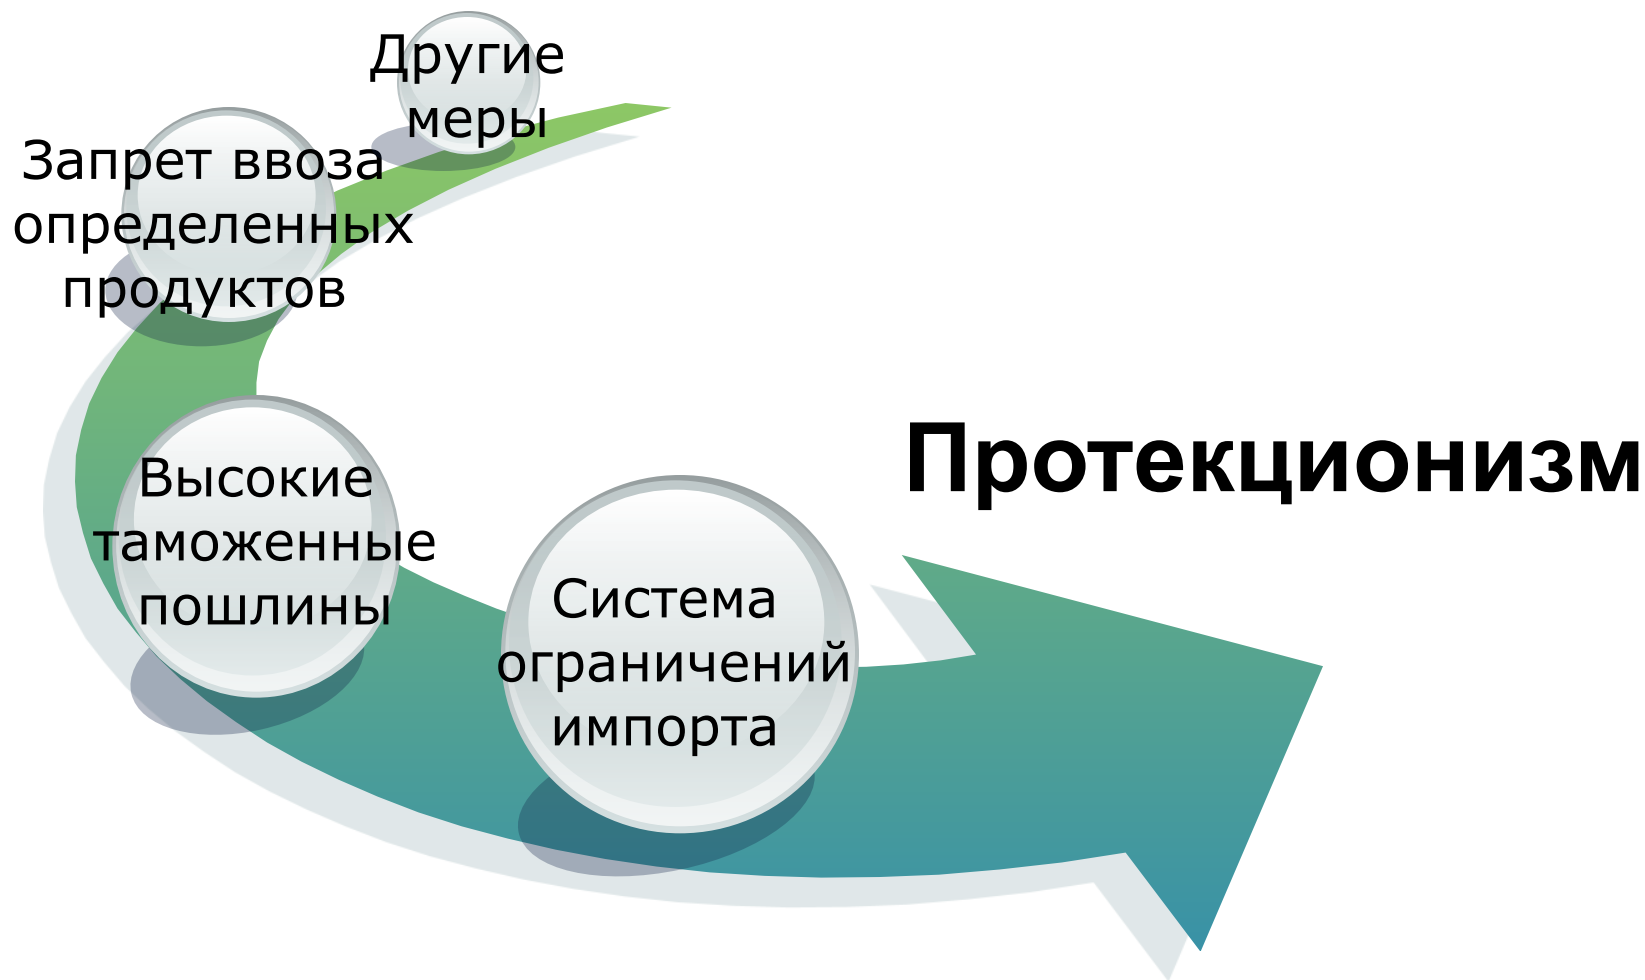 Другие
меры
Запрет ввоза
определенных
продуктов
Высокие
таможенные
пошлины
Система
ограничений
импорта
Протекционизм